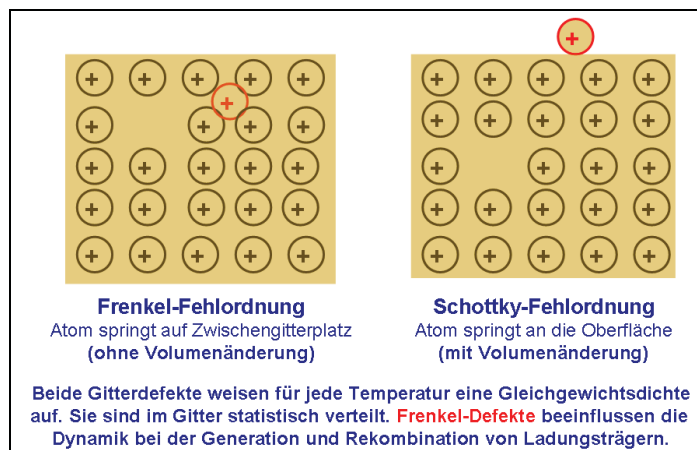 Frenkel-Fehlordnung
Atom springt auf Zwischengitterplatz
(ohne Volumenänderung)
Schottky-Fehlordnung
Atom springt an die Oberfläche
(mit Volumenänderung)
Beide Gitterdefekte weisen für jede Temperatur eine Gleichgewichtsdichte
auf. Sie sind im Gitter statistisch verteilt. Frenkel-Defekte beeinflussen die
Dynamik bei der Generation und Rekombination von Ladungsträgern.